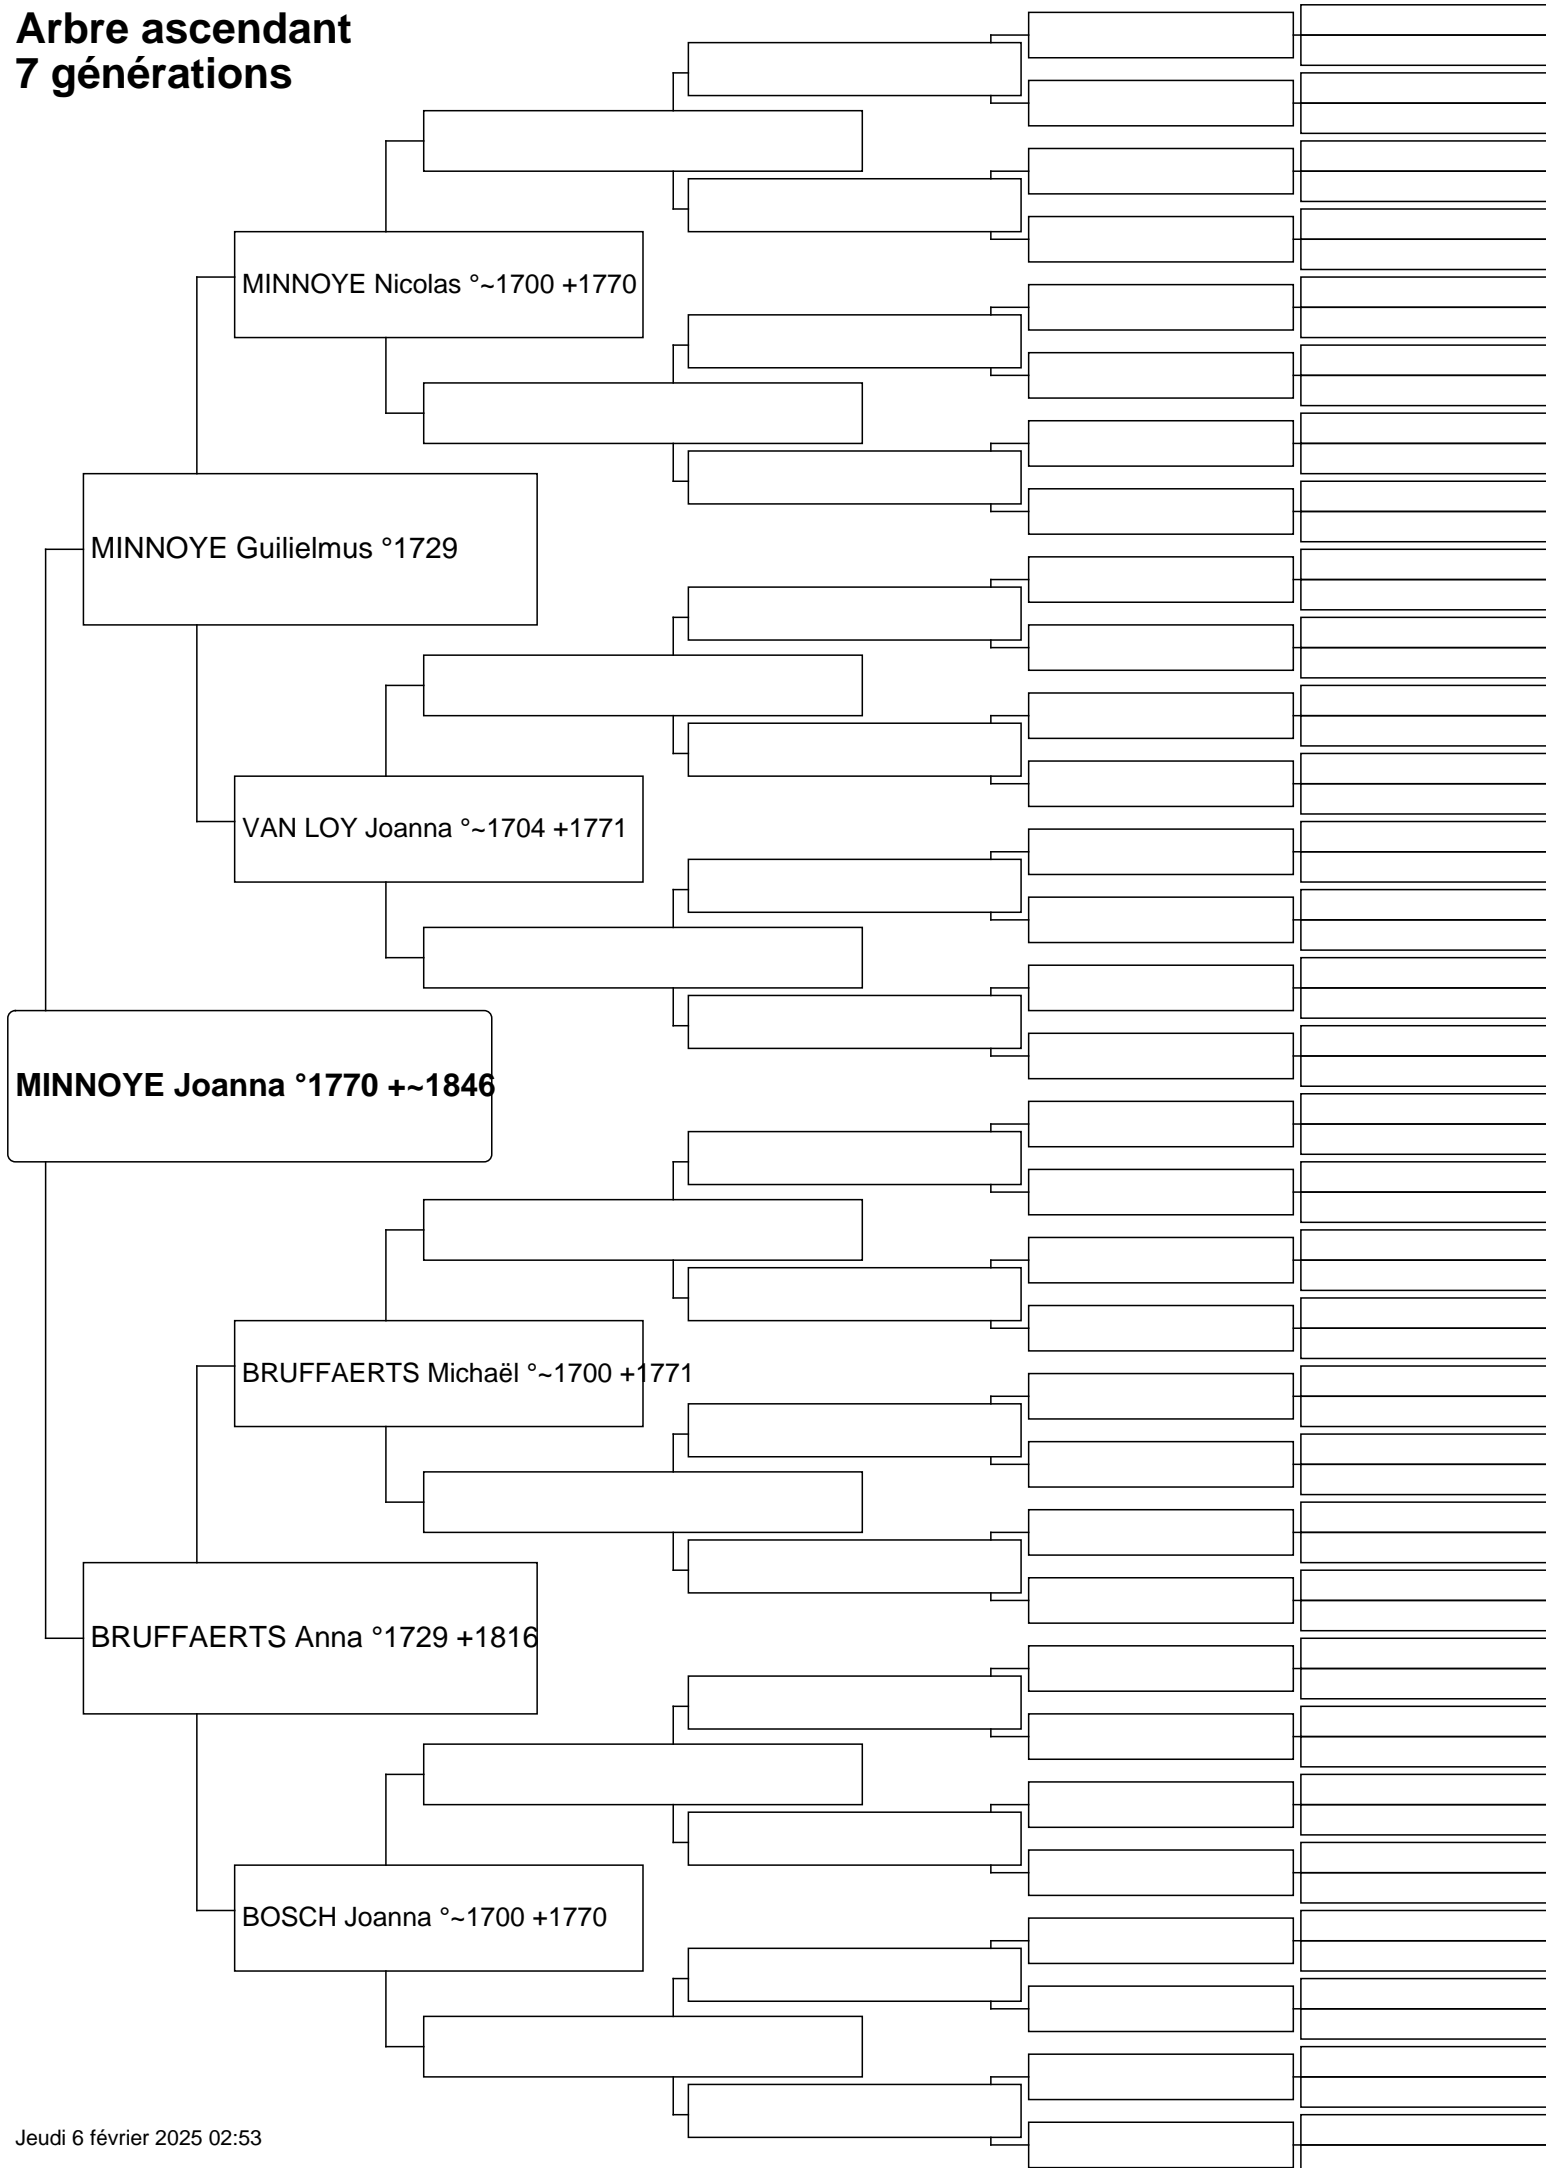 Arbre ascendant
7 générations
MINNOYE Nicolas °~1700 +1770
MINNOYE Guilielmus °1729
VAN LOY Joanna °~1704 +1771
MINNOYE Joanna °1770 +~1846
BRUFFAERTS Michaël °~1700 +1771
BRUFFAERTS Anna °1729 +1816
BOSCH Joanna °~1700 +1770
Jeudi 6 février 2025 02:53